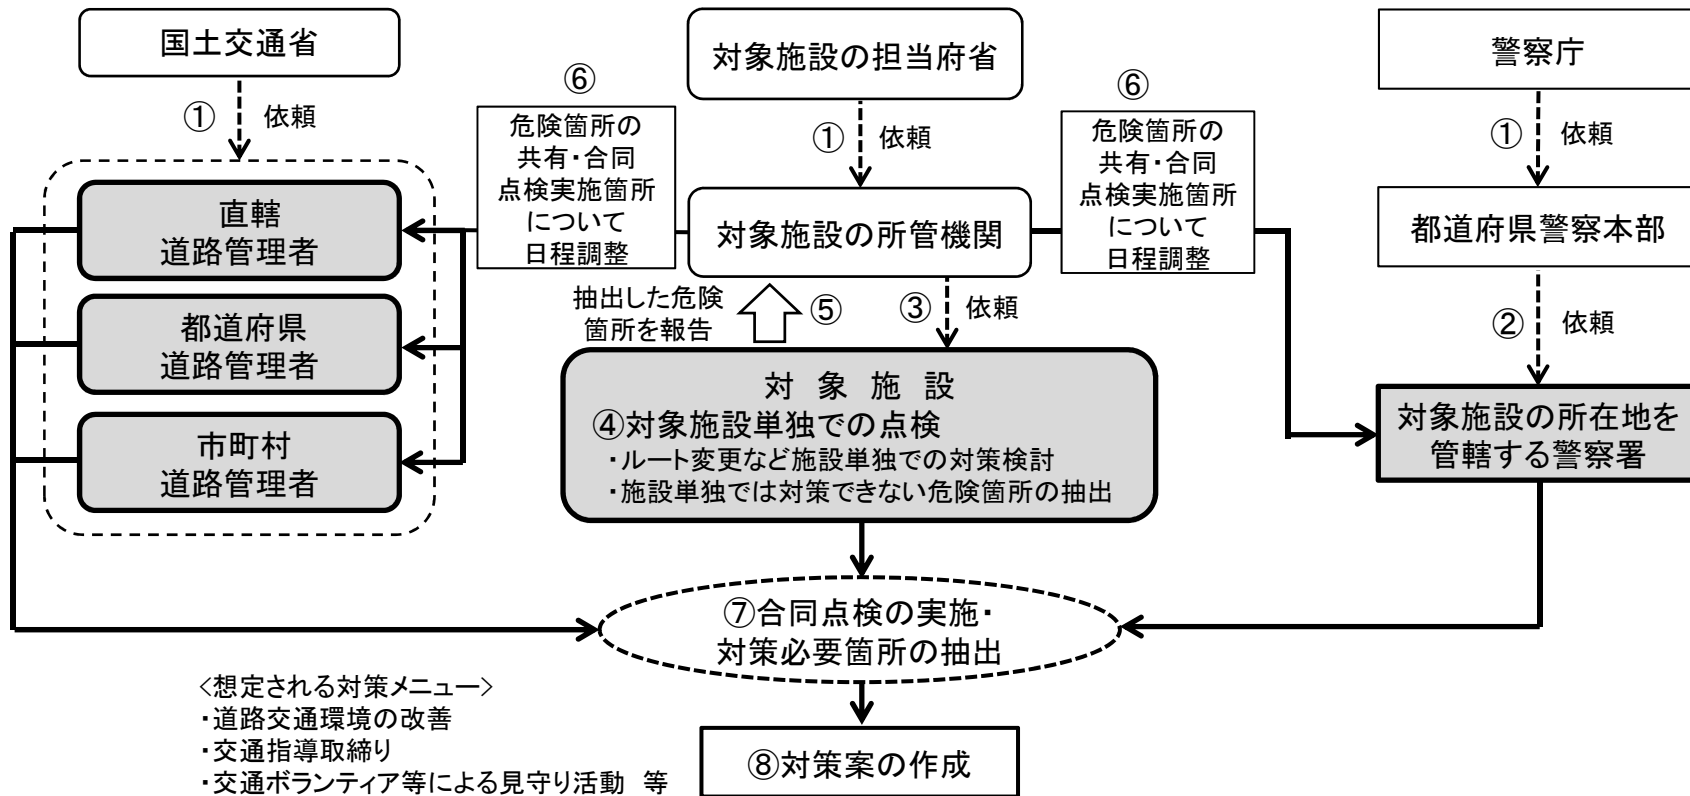 国土交通省
①
依頼
直轄
道路管理者
都道府県
道路管理者
市町村
道路管理者
⑥
危険箇所の
共有・合同
点検実施箇所
について
日程調整
対象施設の担当府省
①
依頼
対象施設の所管機関
抽出した危険
箇所を報告
⑤
③
依頼
対 象 施 設
④対象施設単独での点検
・ルート変更など施設単独での対策検討
・施設単独では対策できない危険箇所の抽出
⑥
危険箇所の
共有・合同
点検実施箇所
について
日程調整
警察庁
①
依頼
都道府県警察本部
②
依頼
対象施設の所在地を
管轄する警察署
⑦合同点検の実施・
対策必要箇所の抽出
<想定される対策メニュー>
・道路交通環境の改善
・交通指導取締り
・交通ボランティア等による見守り活動 等
⑧対策案の作成